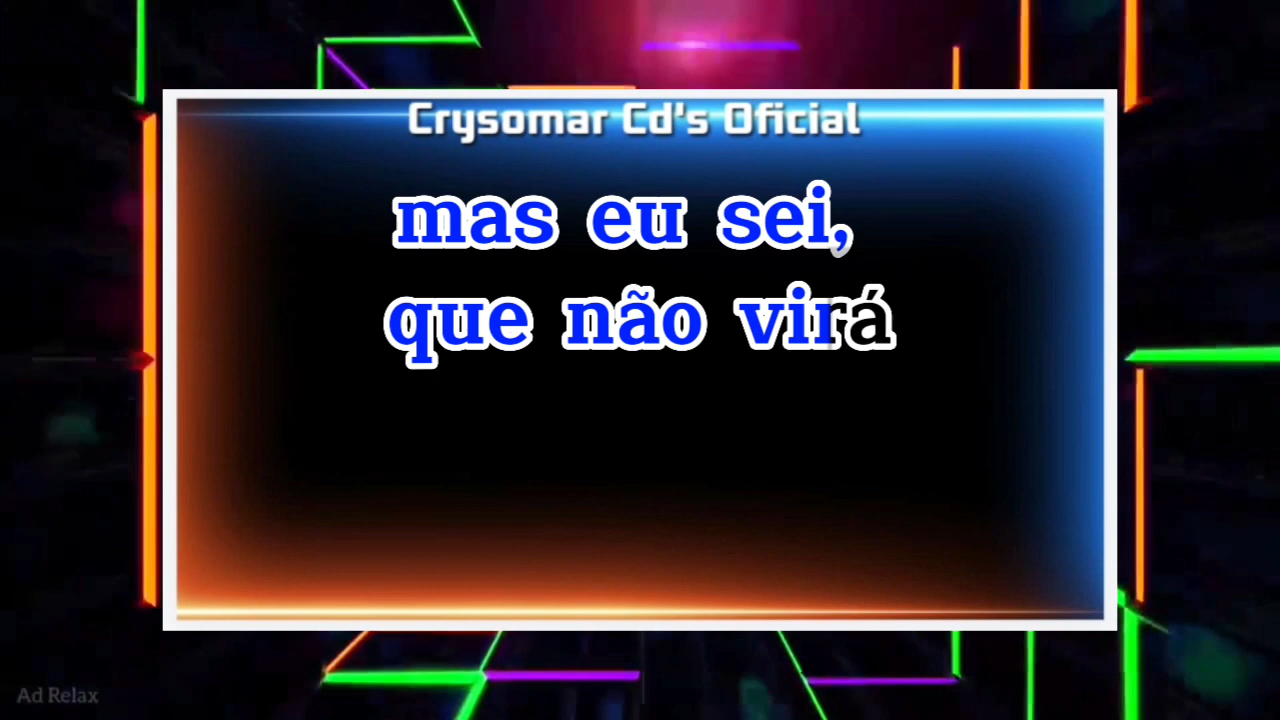 Crysomar Cd's Oficial
mas eu sei,
que não virá
Ad Relax